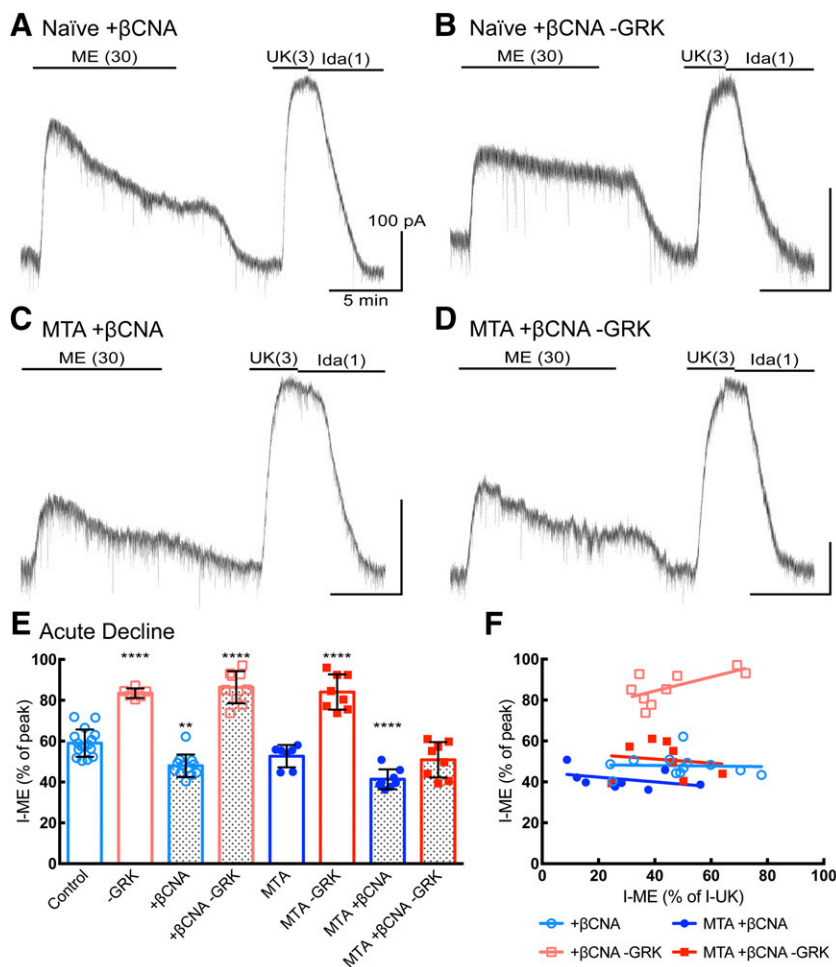 A Naïve +βCNA
ME (30)
UK(3)
Ida(1)
100 pA
5 min
B Naïve +βCNA -GRK
ME (30)
UK(3)
Ida(1)
C MTA +βCNA
ME (30)
UK(3)
Ida(1)
D MTA +βCNA -GRK
ME (30)
UK(3)
Ida(1)
E Acute Decline
I-ME (% of peak)
100
80
60
40
20
0
****
**
****
****
****
Control
-GRK
+βCNA
+βCNA -GRK
MTA
MTA -GRK
MTA +βCNA
MTA +βCNA -GRK
F
I-ME (% of peak)
100
80
60
40
20
0
0 20 40 60 80 100
I-ME (% of I-UK)
+βCNA
MTA +βCNA
+βCNA -GRK
MTA +βCNA -GRK